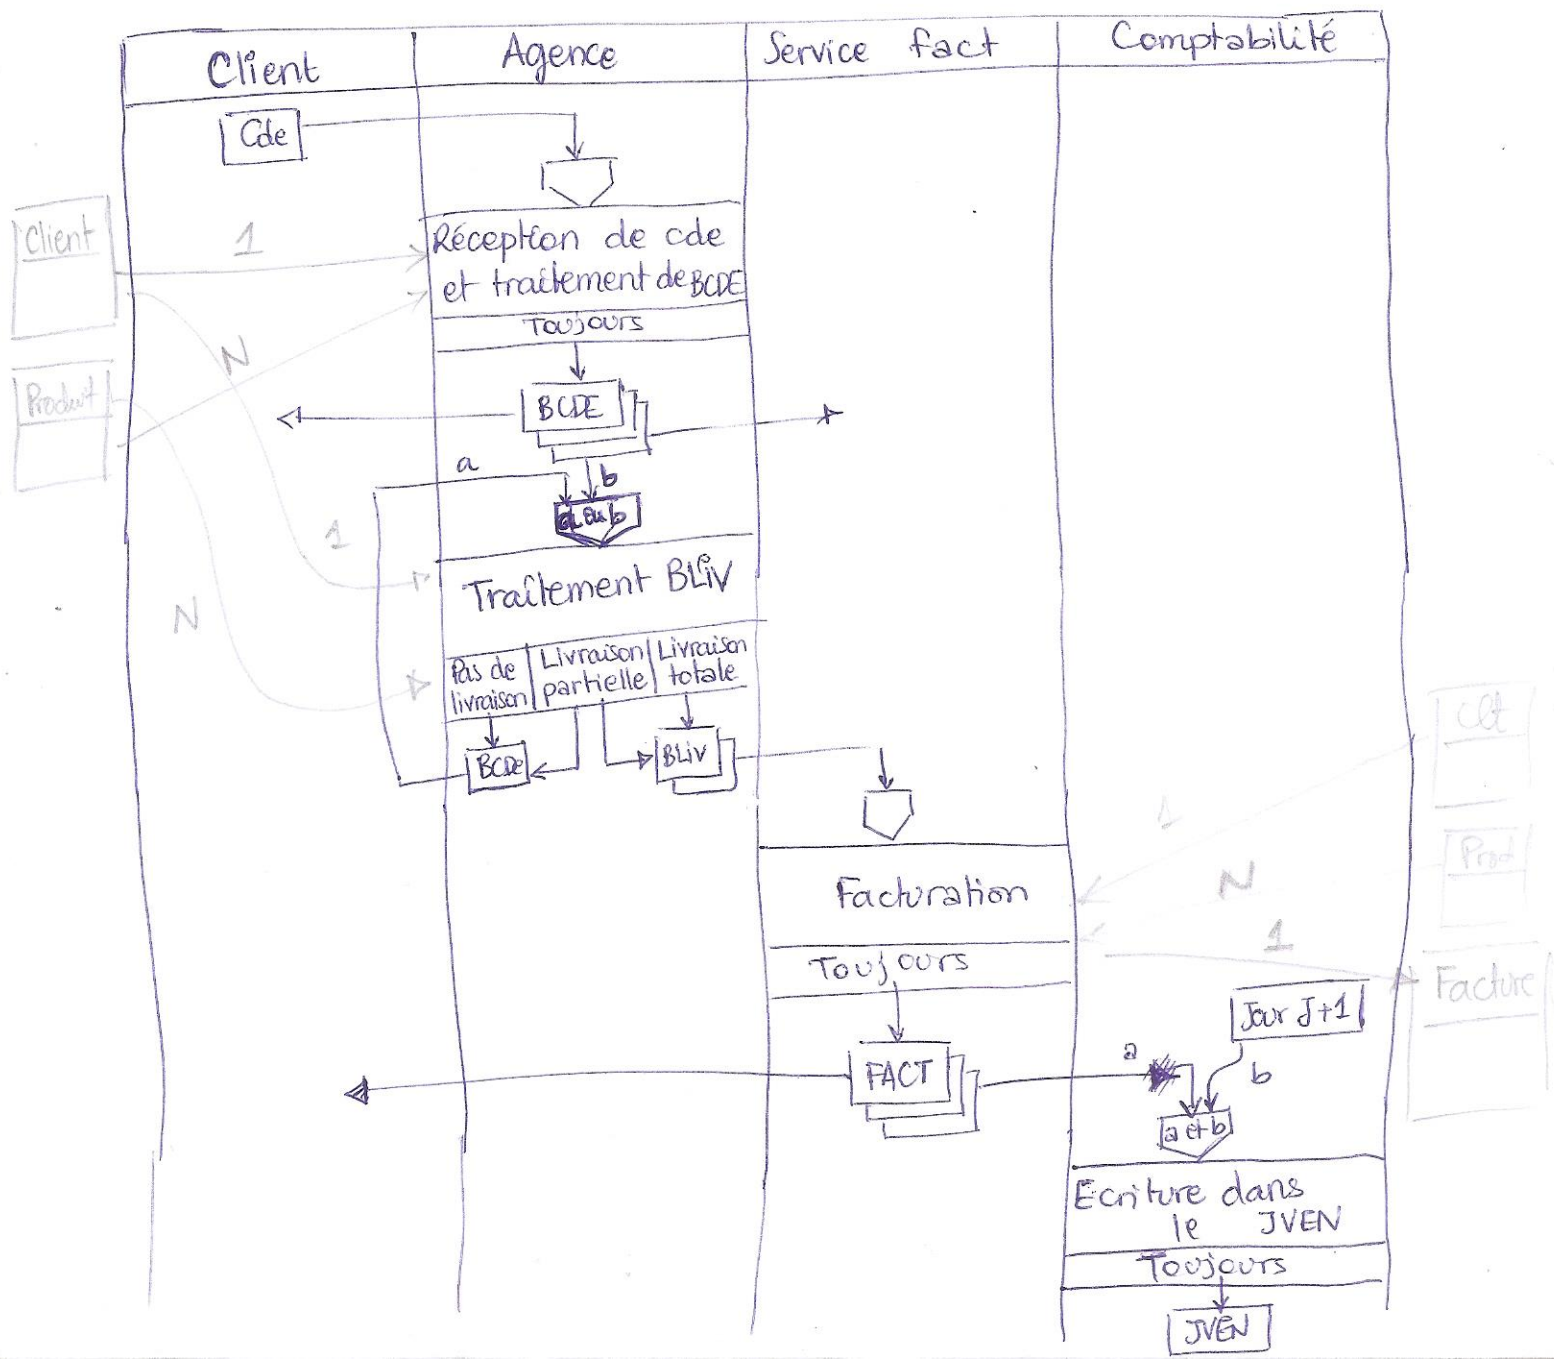 Client
Agence
Service fact
Comptabilité
Cde
Client
1
Réception de cde
et traitement de BCDE
Toujours
N
Produit
BCDE
a
b
a ou b
1
Traitement BLiV
N
Pas de
livraison
Livraison
partielle
Livraison
totale
BCDe
BLiV
Clt
1
Prod
N
Facturation
1
Toujours
Facture
Jour J+1
FACT
a
b
a et b
Ecriture dans
le JVEN
Toujours
JVEN